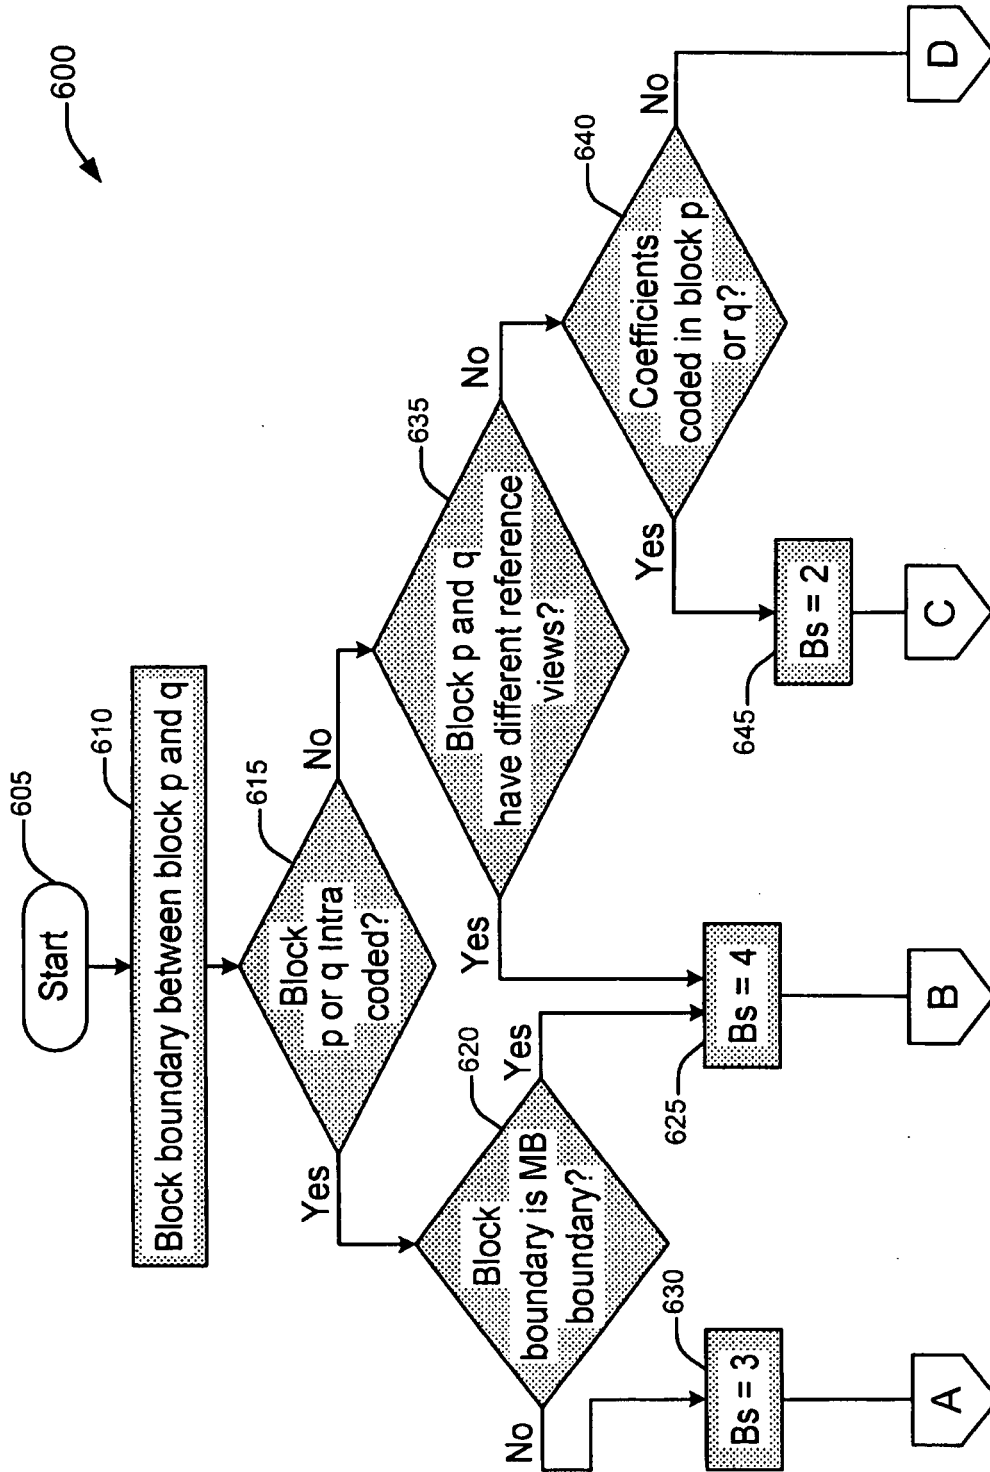 600
Start
605
Block boundary between block p and q
610
Block
p or q Intra
coded?
615
Yes
No
Block
boundary is MB
boundary?
620
No
Yes
Block p and q
have different reference
views?
635
Yes
No
Coefficients
coded in block p
or q?
640
Yes
No
Bs = 3
630
Bs = 4
625
Bs = 2
645
A
B
C
D